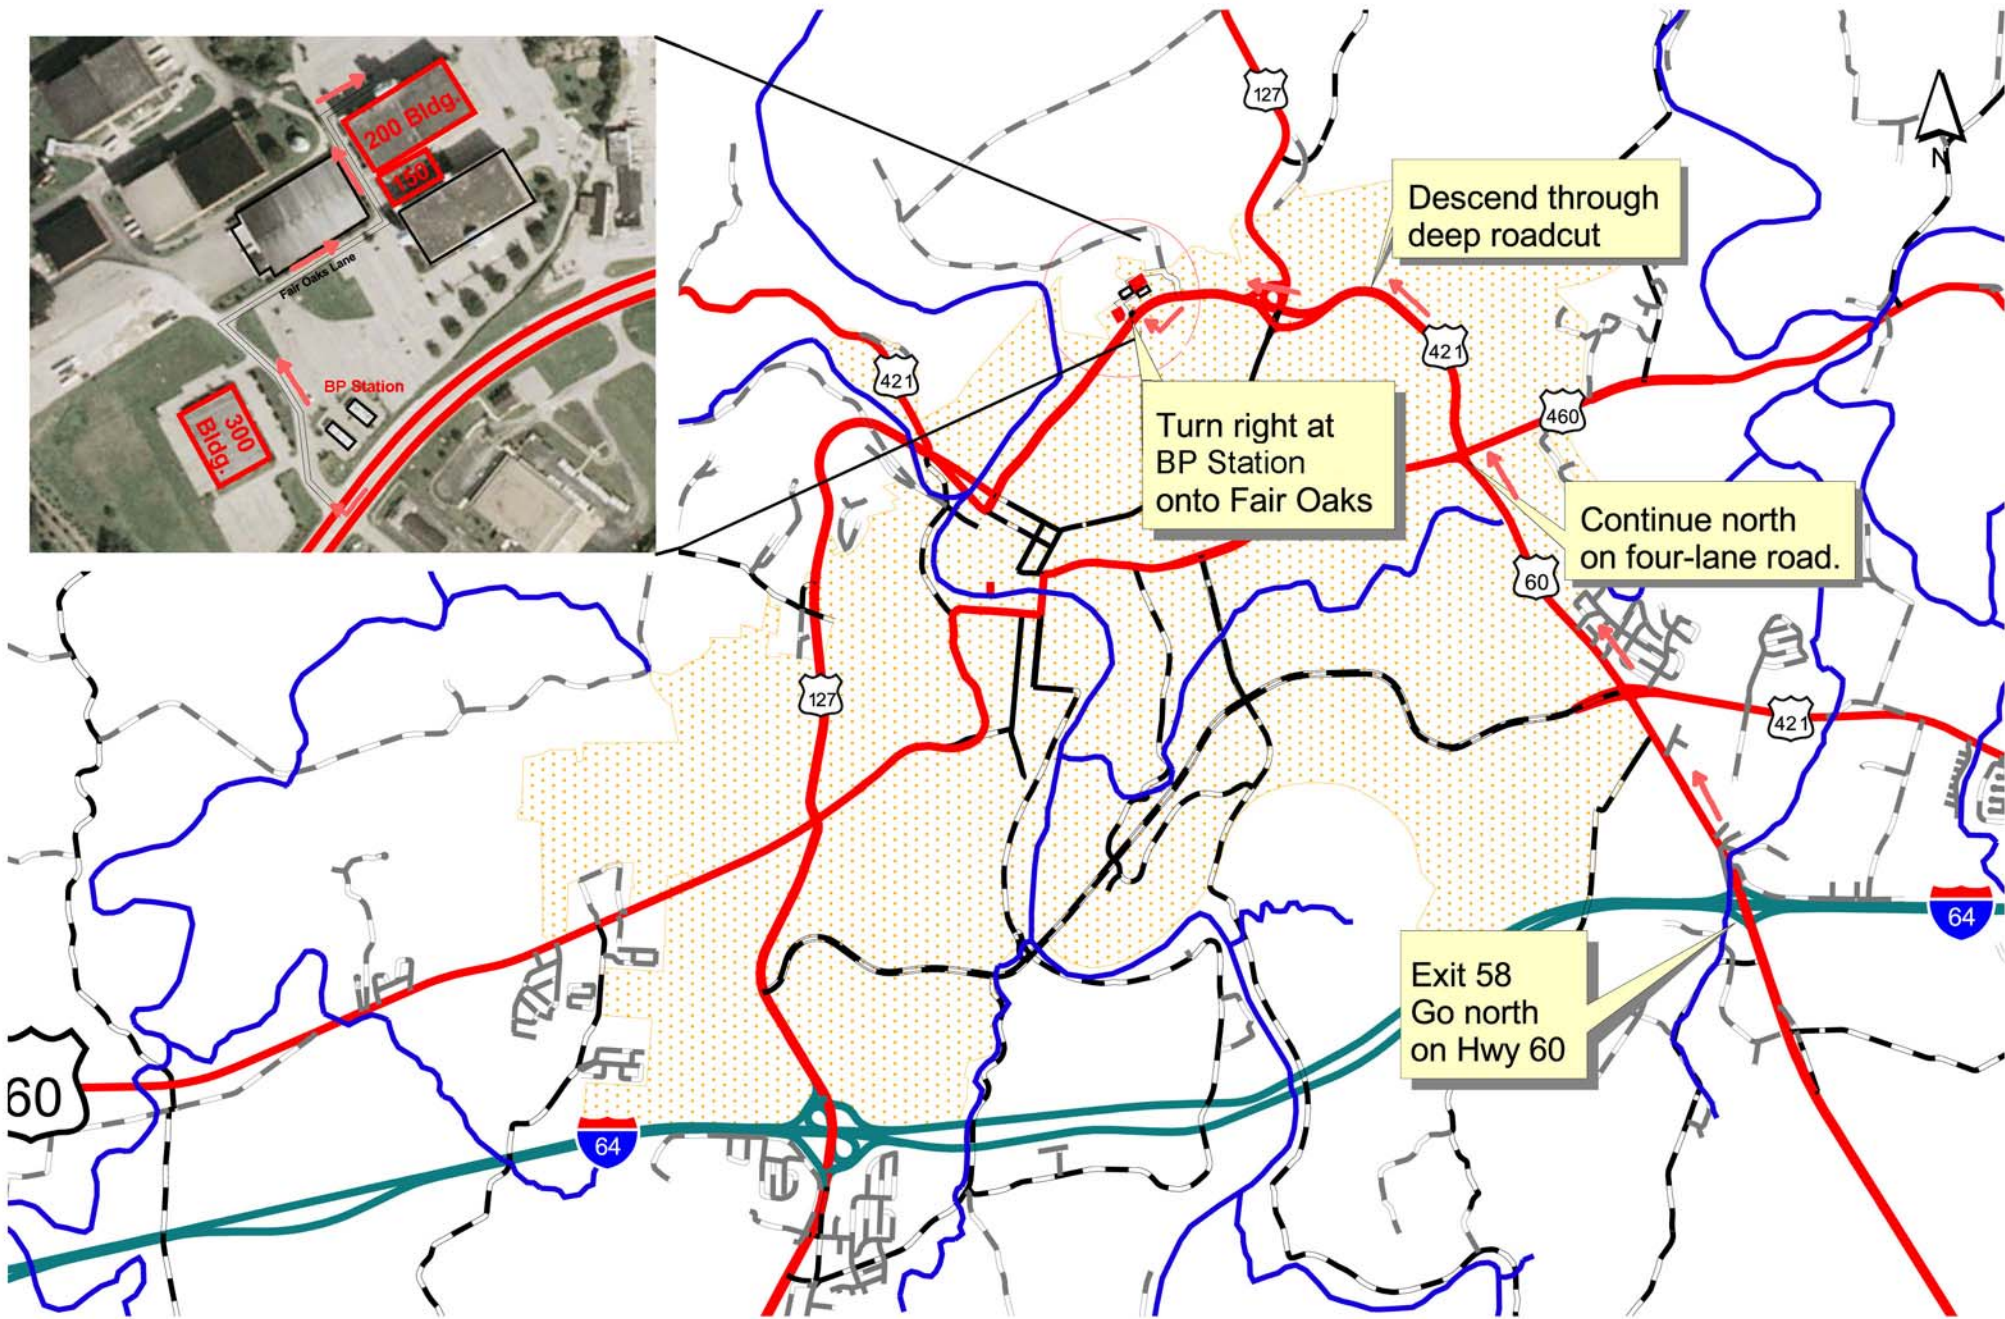 200 Bldg.
150
Fair Oaks Lane
BP Station
300
Bldg.
127
N
Descend through
deep roadcut
421
421
460
Turn right at
BP Station
onto Fair Oaks
Continue north
on four-lane road.
60
127
421
64
Exit 58
Go north
on Hwy 60
60
64